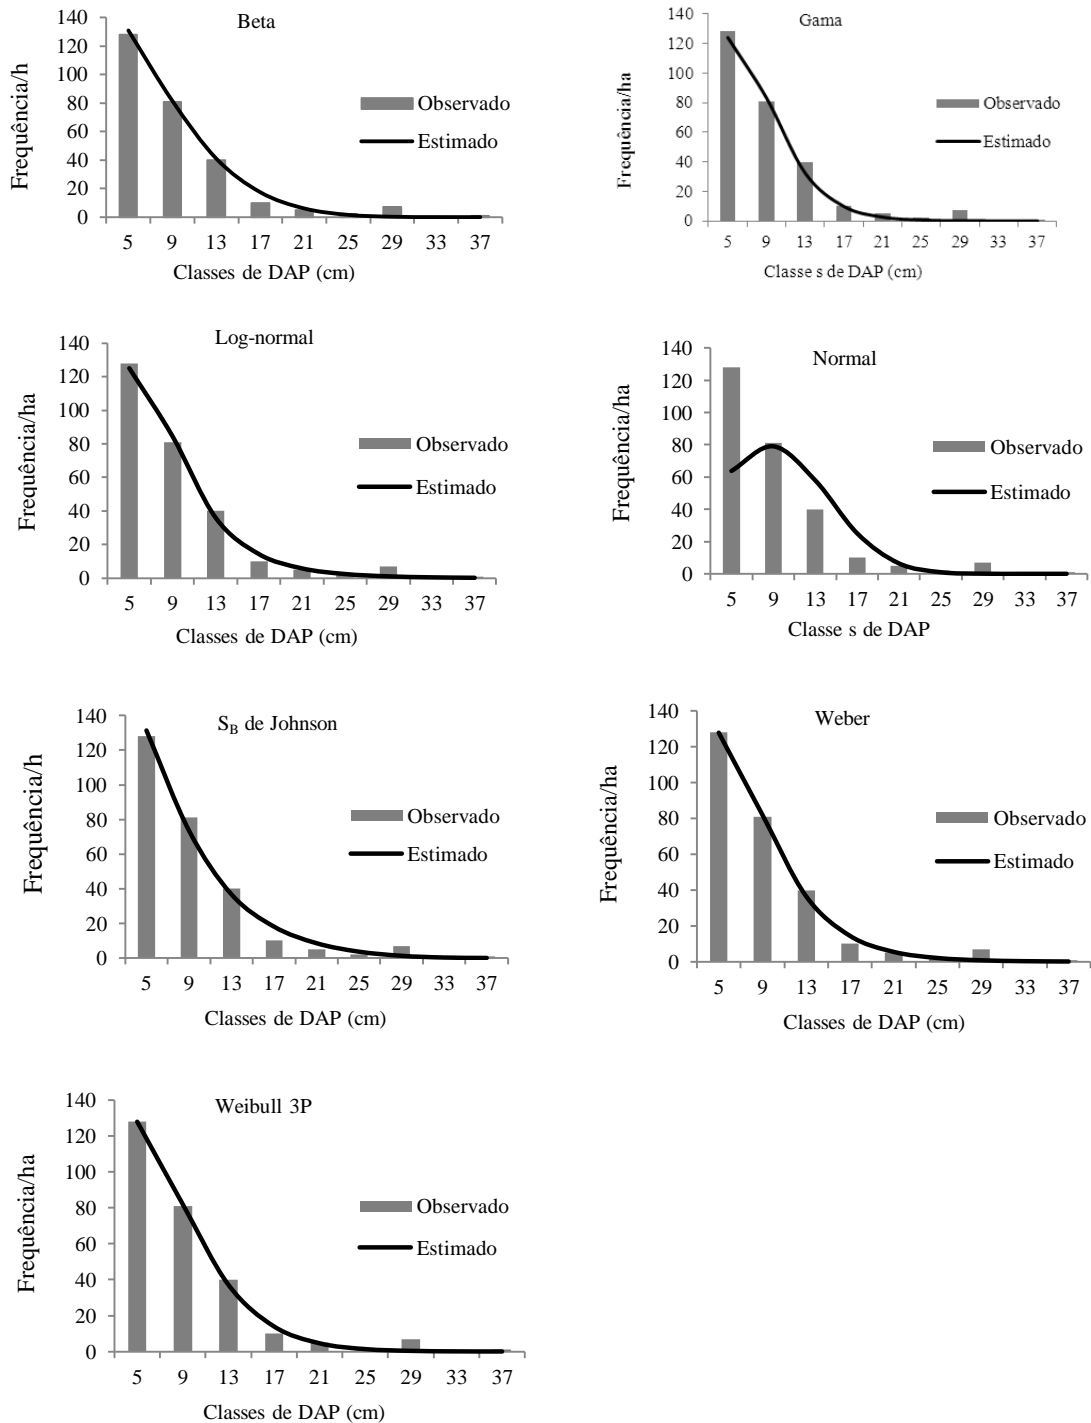 Beta
Frequência/h
140
120
100
80
60
40
20
0
Observado
Estimado
5 9 13 17 21 25 29 33 37
Classes de DAP (cm)
Gama
Frequência/ha
140
120
100
80
60
40
20
0
Observado
Estimado
5 9 13 17 21 25 29 33 37
Classe s de DAP (cm)
Log-normal
Frequência/ha
140
120
100
80
60
40
20
0
Observado
Estimado
5 9 13 17 21 25 29 33 37
Classes de DAP (cm)
Normal
Frequência/ha
140
120
100
80
60
40
20
0
Observado
Estimado
5 9 13 17 21 25 29 33 37
Classe s de DAP
S_B de Johnson
Frequência/h
140
120
100
80
60
40
20
0
Observado
Estimado
5 9 13 17 21 25 29 33 37
Classes de DAP (cm)
Weber
Frequência/ha
140
120
100
80
60
40
20
0
Observado
Estimado
5 9 13 17 21 25 29 33 37
Classes de DAP (cm)
Weibull 3P
Frequência/ha
140
120
100
80
60
40
20
0
Observado
Estimado
5 9 13 17 21 25 29 33 37
Classes de DAP (cm)